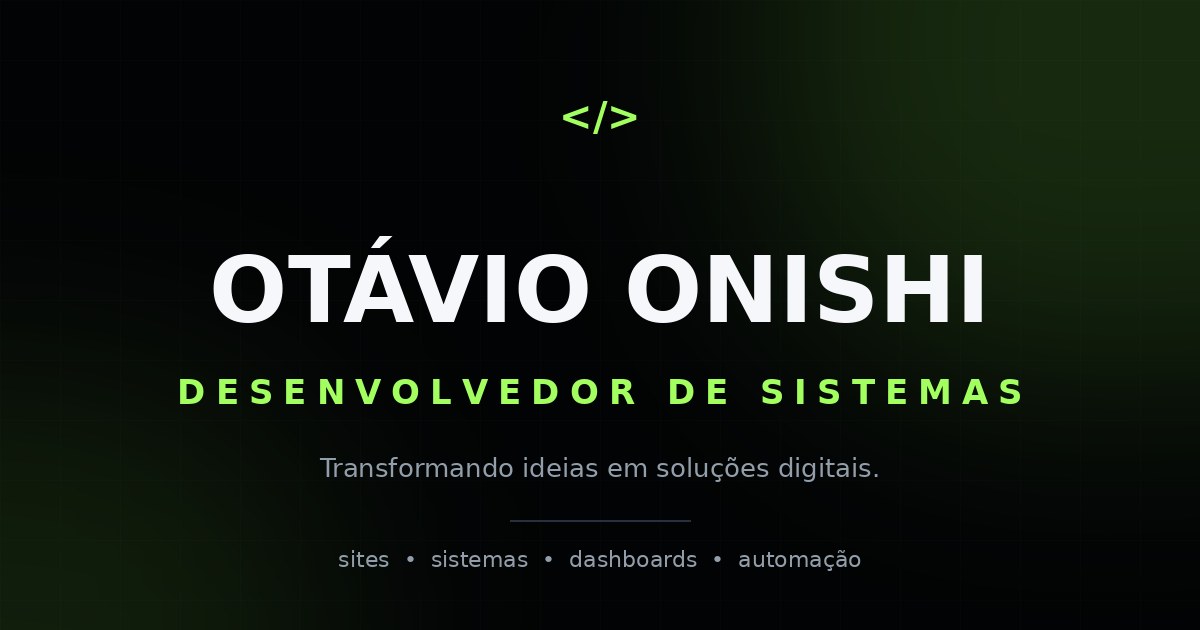 </>
OTÁVIO ONISHI
DESENVOLVEDOR DE SISTEMAS
Transformando ideias em soluções digitais.
sites • sistemas • dashboards • automação